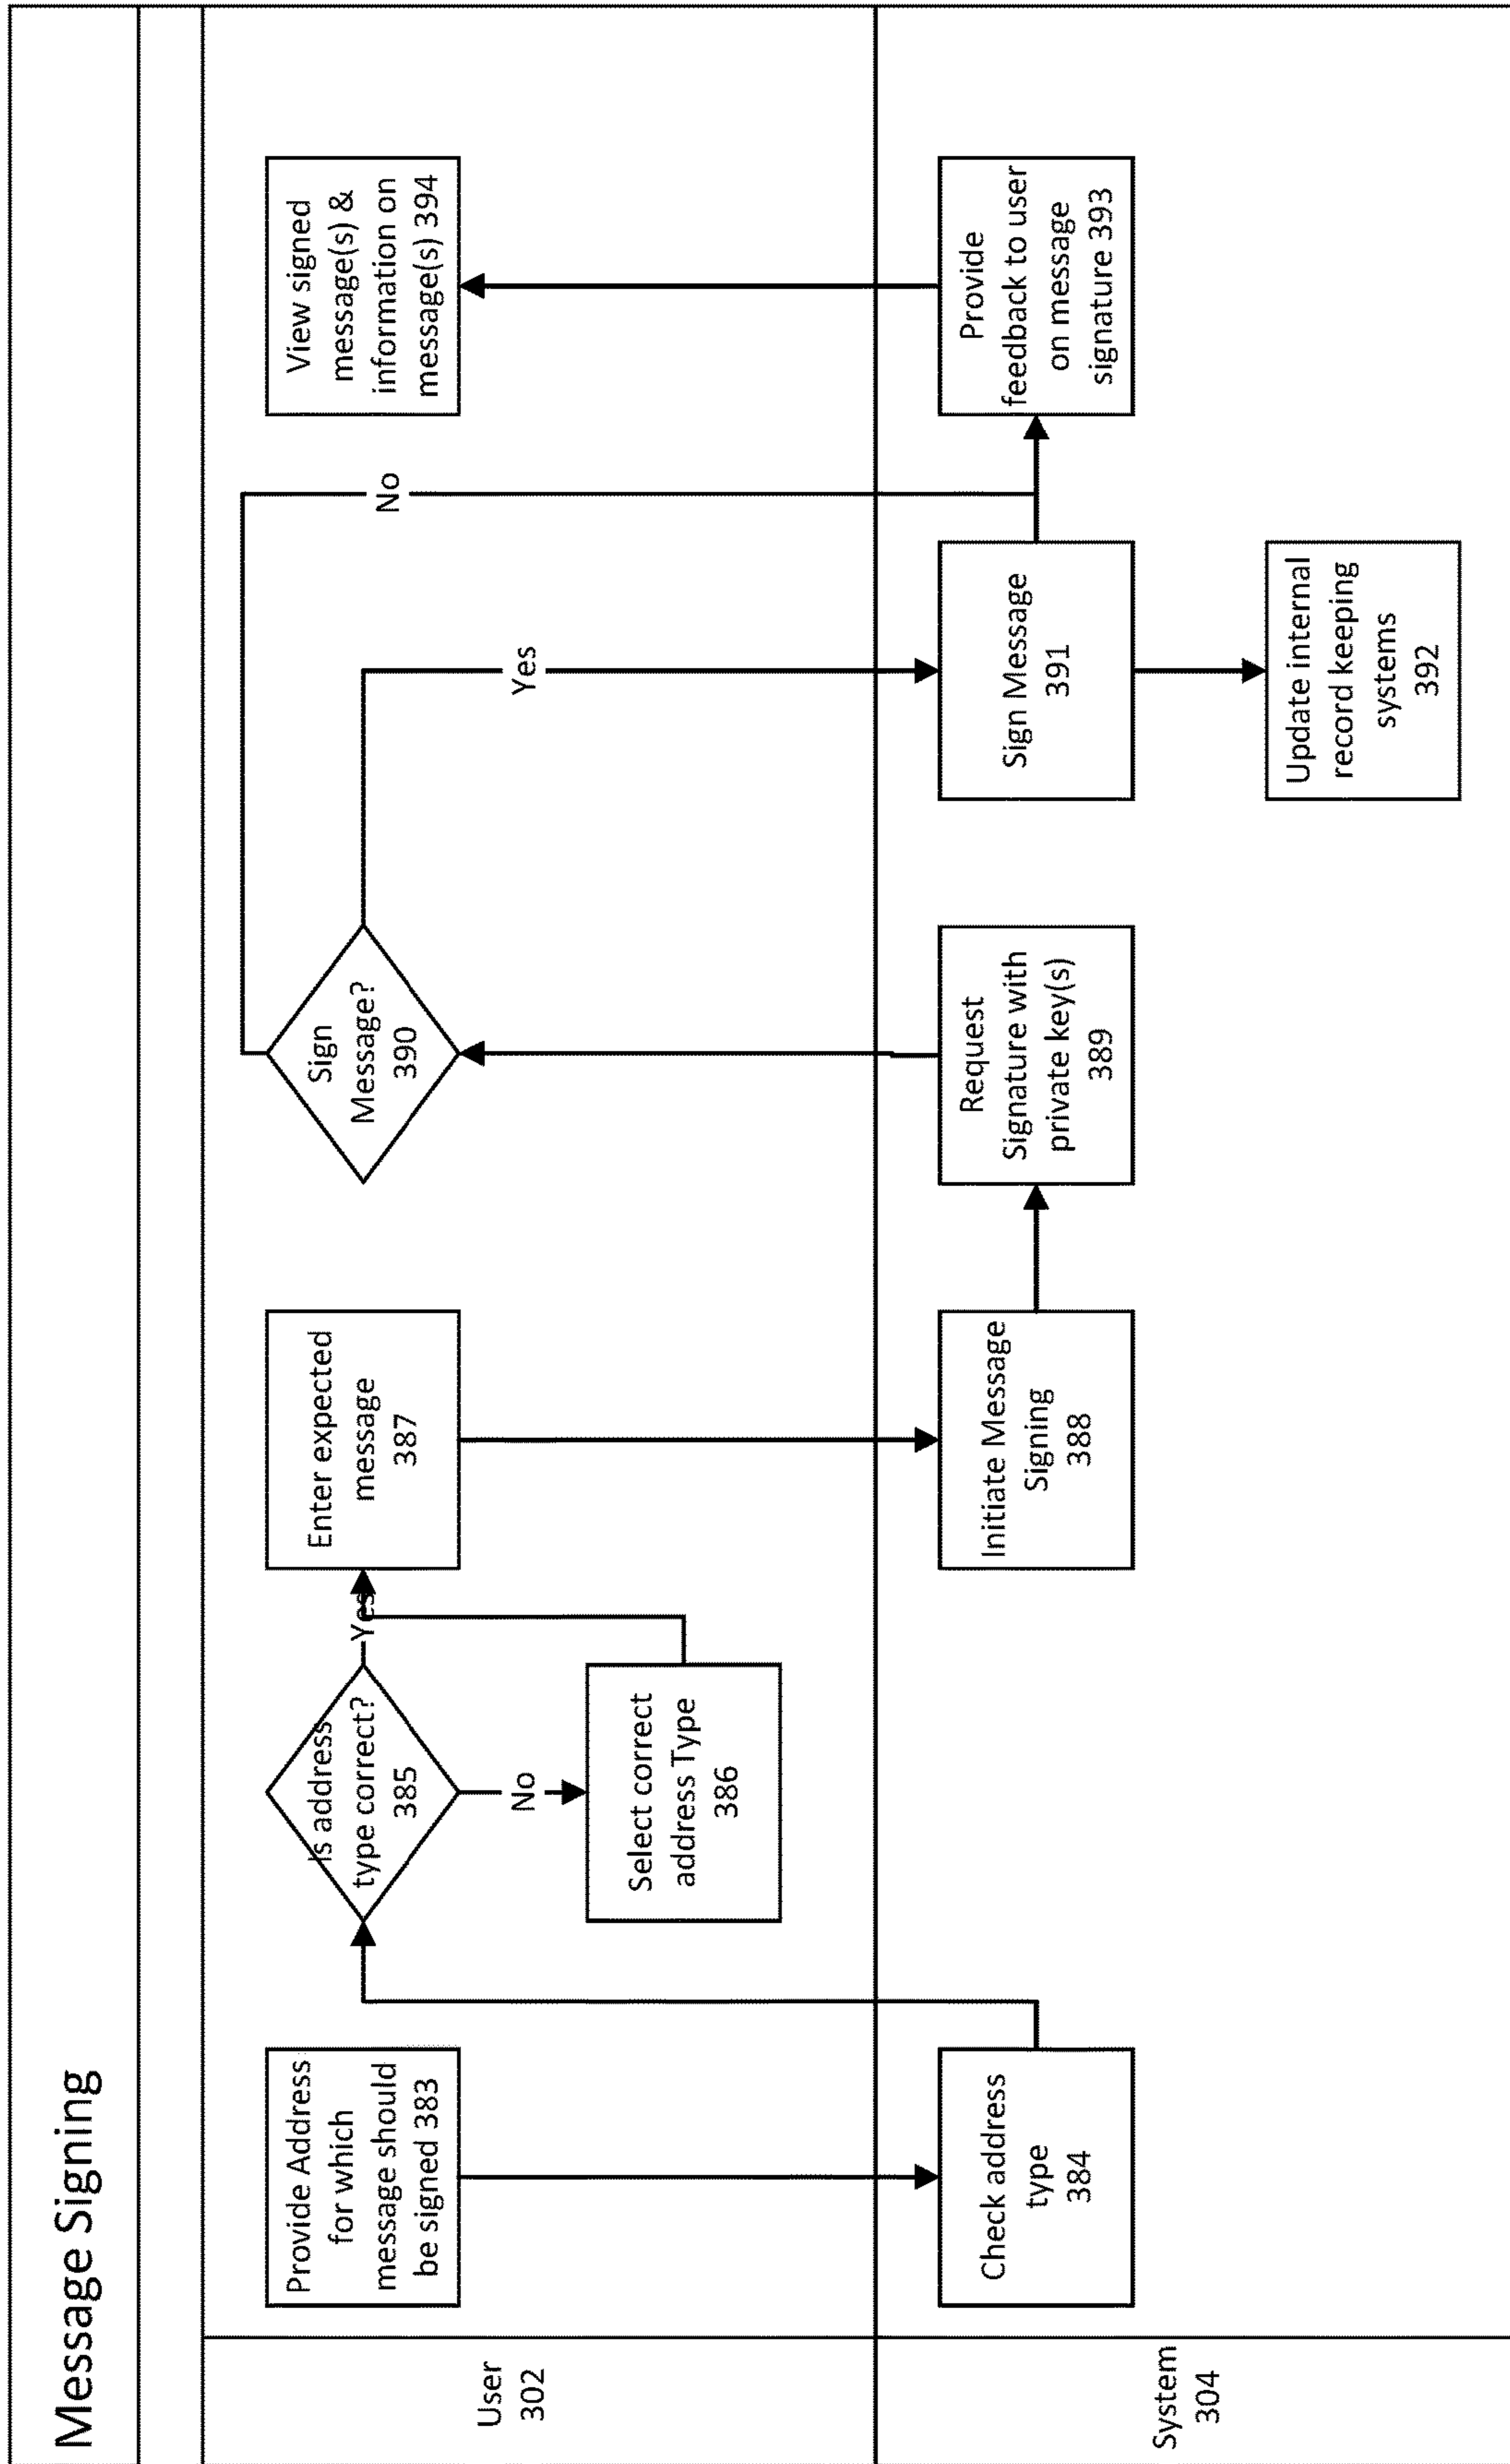 Message Signing
User
302
Provide Address
for which
message should
be signed 383
Is address
type correct?
385
Yes
No
Select correct
address Type
386
Enter expected
message
387
Sign
Message?
390
Yes
No
View signed
message(s) &
information on
message(s) 394
System
304
Check address
type
384
Initiate Message
Signing
388
Request
Signature with
private key(s)
389
Sign Message
391
Update internal
record keeping
systems
392
Provide
feedback to user
on message
signature 393